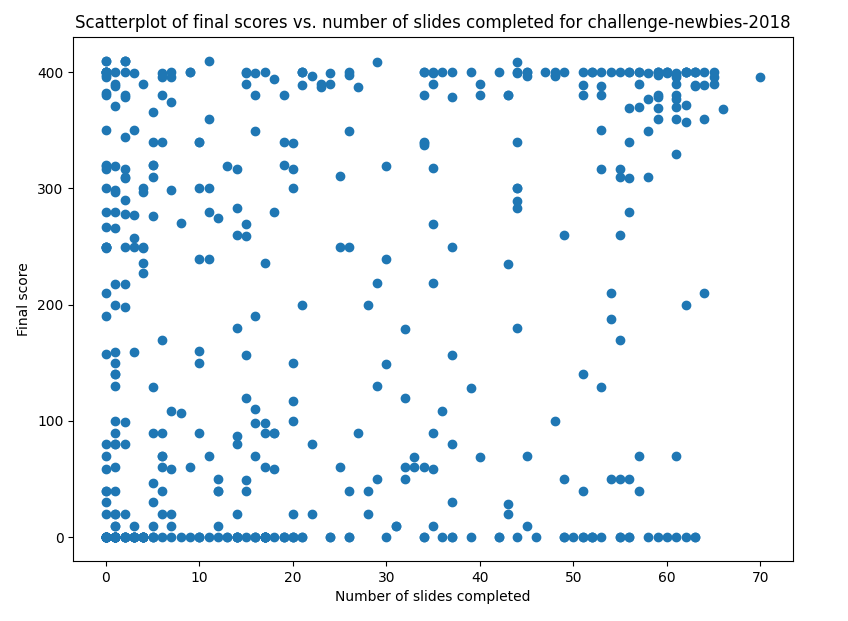 Scatterplot of final scores vs. number of slides completed for challenge-newbies-2018
400
300
200
100
0
Final score
0 10 20 30 40 50 60 70
Number of slides completed